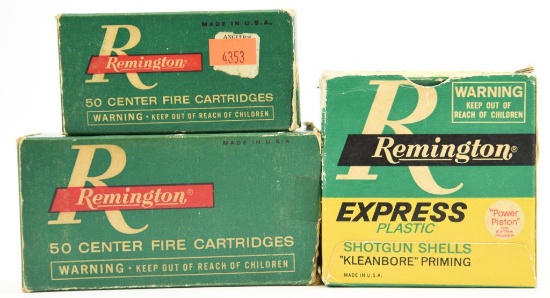 MADE IN U.S.A.
R
Remington
4353
50 CENTER FIRE CARTRIDGES
WARNING • KEEP OUT OF REACH OF CHILDREN
MADE IN U.S.A.
R
Remington®
50 CENTER FIRE CARTRIDGES
WARNING • KEEP OUT OF REACH OF CHILDREN
WARNING
KEEP OUT OF
REACH OF CHILDREN
R
Remington®
EXPRESS
PLASTIC
"Power
Piston"
SHOTGUN SHELLS
"KLEANBORE" PRIMING
MADE IN U.S.A.